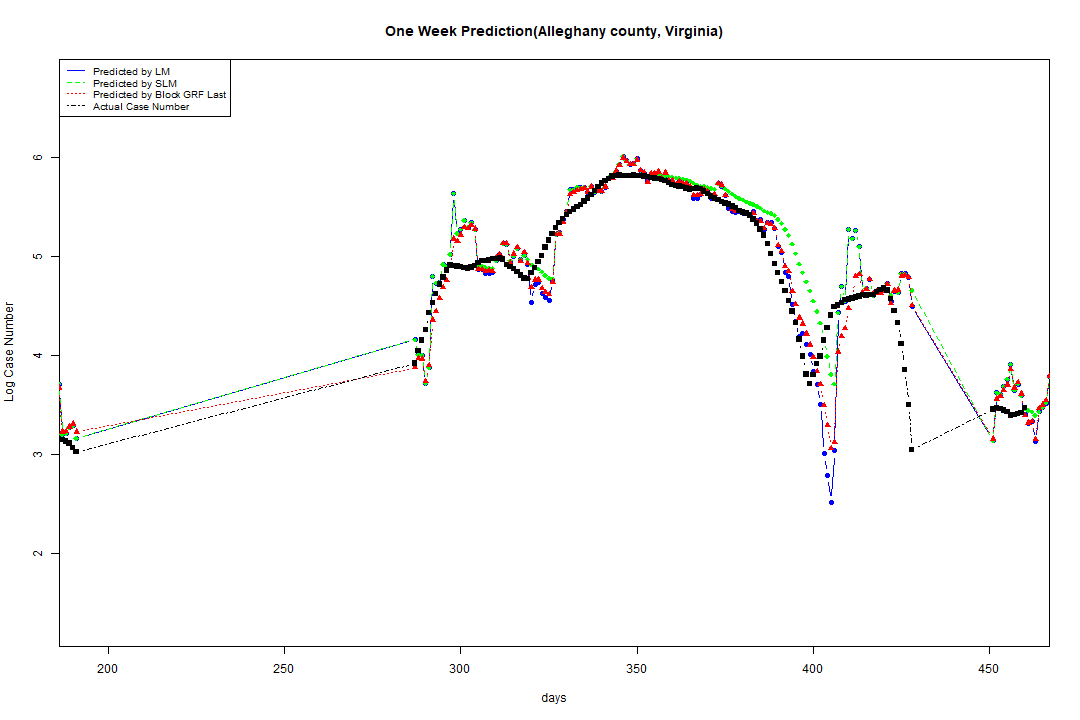 One Week Prediction(Alleghany county, Virginia)
Predicted by LM
Predicted by SLM
Predicted by Block GRF Last
Actual Case Number
6
5
4
3
2
Log Case Number
200 250 300 350 400 450
days